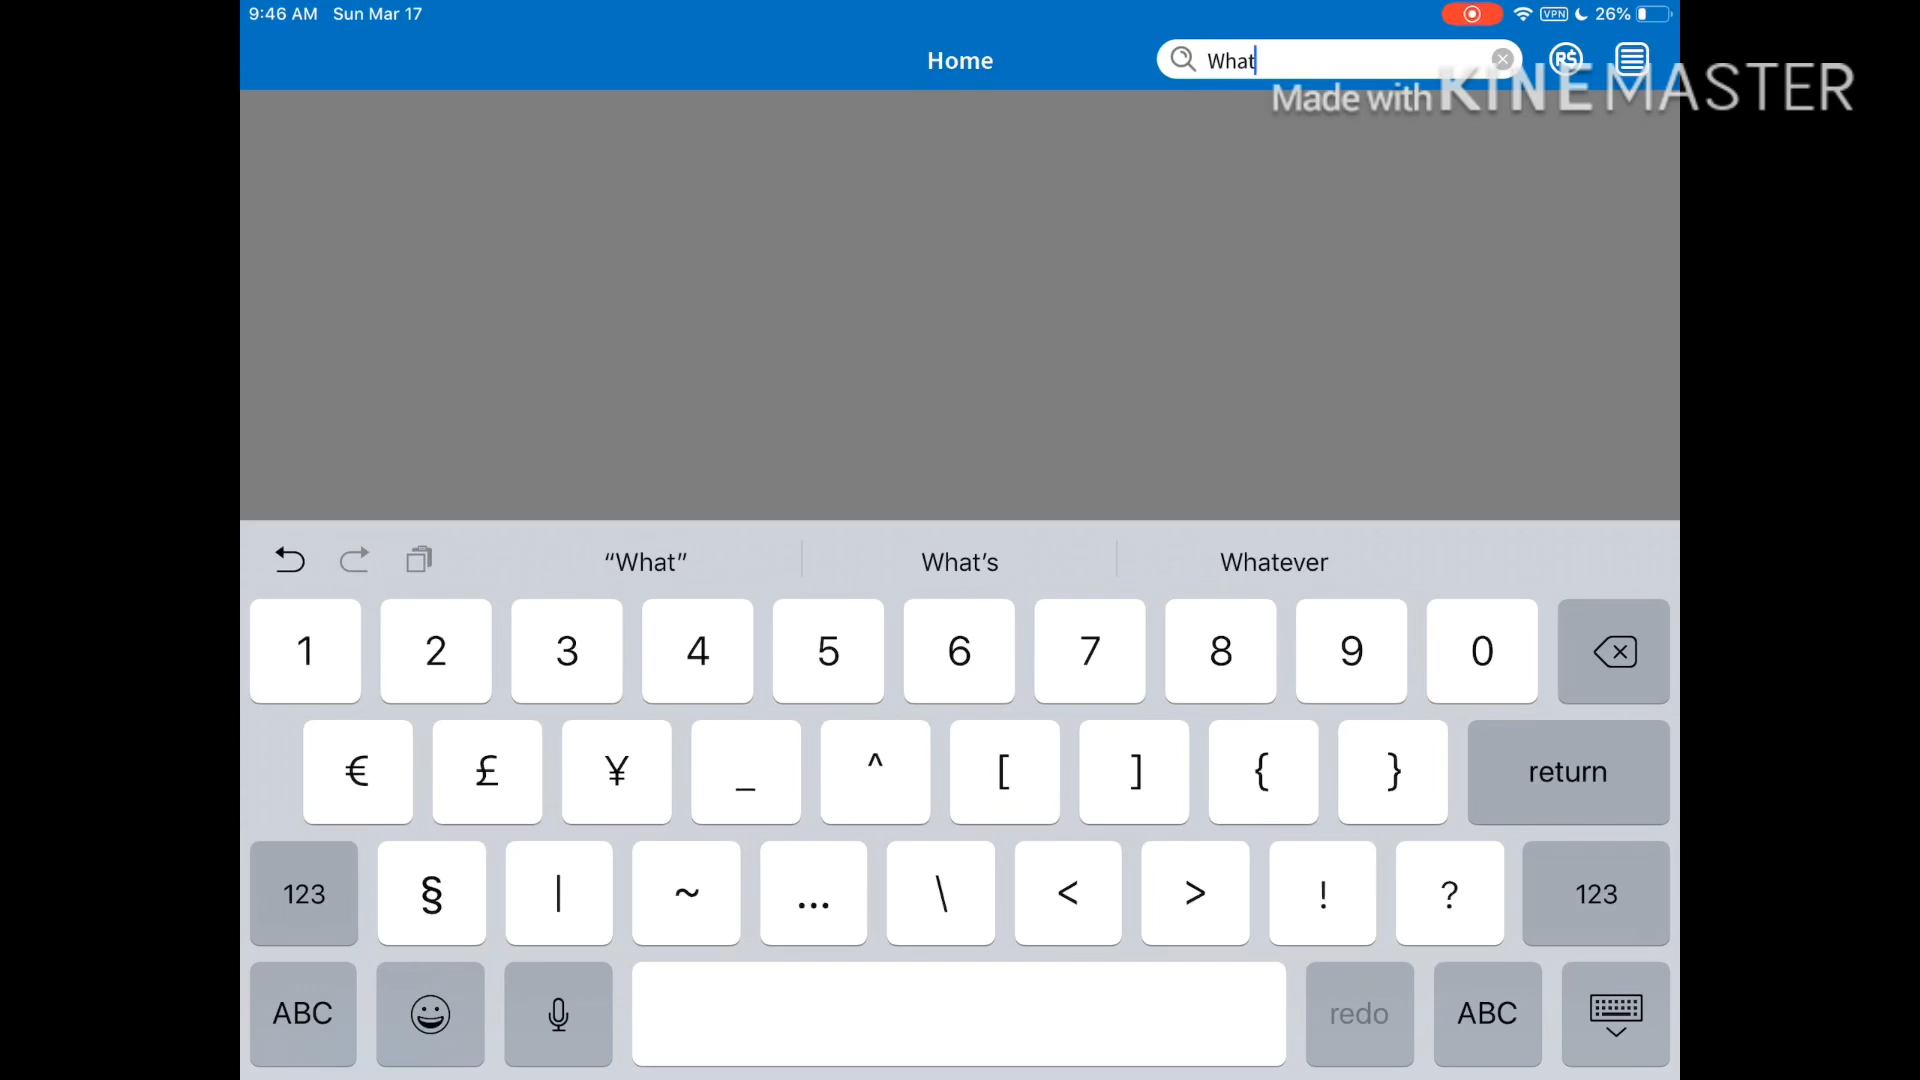 9:46 AM Sun Mar 17
VPN 26%
Home
What
R$
Made with KINEMASTER
“What” What’s Whatever
1 2 3 4 5 6 7 8 9 0
€ £ ¥ _ ^ [ ] { } return
123 § | ~ … \ < > ! ? 123
ABC redo ABC